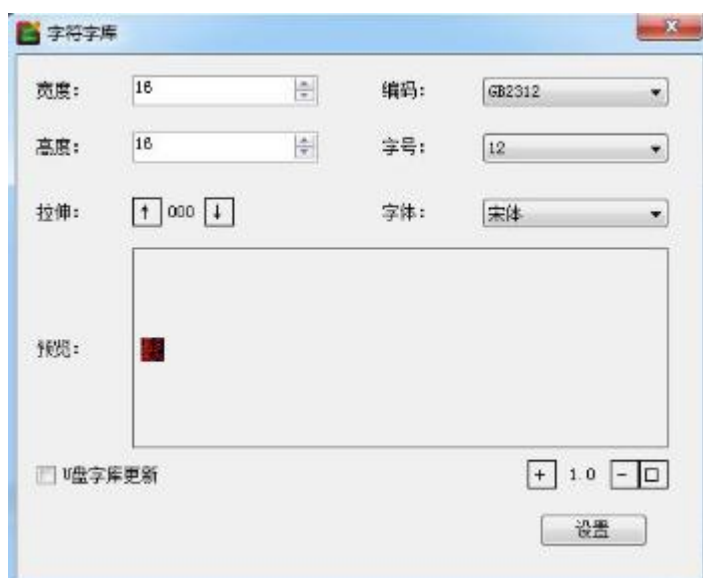 字符字库
宽度: 16 编码: GB2312
高度: 16 字号: 12
拉伸: ↑ 000 ↓ 字体: 宋体
预览:
U盘字库更新 + 1.0 -
设置